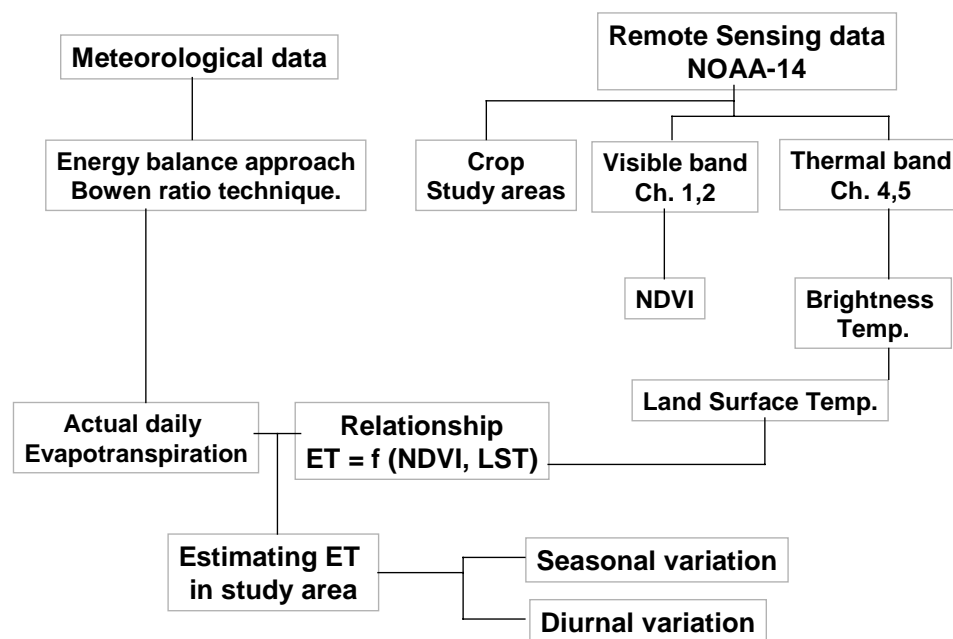 Meteorological data
Remote Sensing data
NOAA-14
Energy balance approach
Bowen ratio technique.
Crop
Study areas
Visible band
Ch. 1,2
Thermal band
Ch. 4,5
NDVI
Brightness
Temp.
Land Surface Temp.
Actual daily
Evapotranspiration
Relationship
ET = f (NDVI, LST)
Estimating ET
in study area
Seasonal variation
Diurnal variation